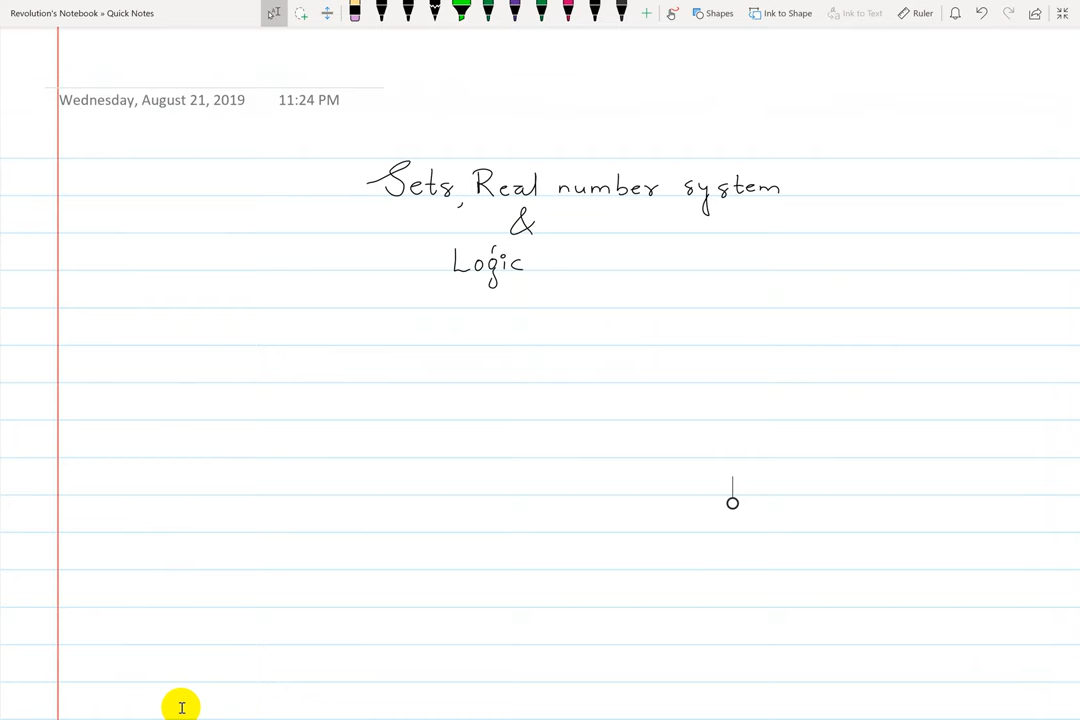 Revolution's Notebook » Quick Notes
Shapes Ink to Shape Ink to Text Ruler
Wednesday, August 21, 2019 11:24 PM
Sets, Real number system
&
Logic